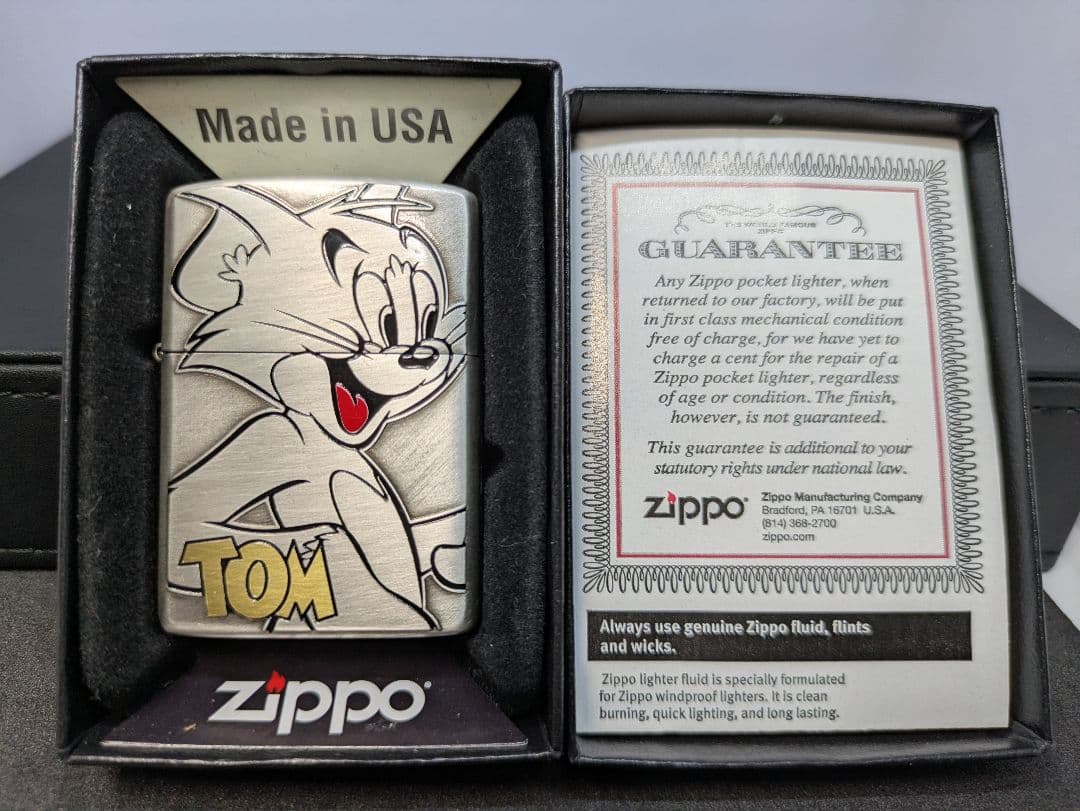 Made in USA
TOM
zippo
THE WORLD FAMOUS
ZIPPO
GUARANTEE
Any Zippo pocket lighter, when
returned to our factory, will be put
in first class mechanical condition
free of charge, for we have yet to
charge a cent for the repair of a
Zippo pocket lighter, regardless
of age or condition. The finish,
however, is not guaranteed.
This guarantee is additional to your
statutory rights under national law.
zippo
Zippo Manufacturing Company
Bradford, PA 16701 U.S.A.
(814) 368-2700
zippo.com
Always use genuine Zippo fluid, flints
and wicks.
Zippo lighter fluid is specially formulated
for Zippo windproof lighters. It is clean
burning, quick lighting, and long lasting.